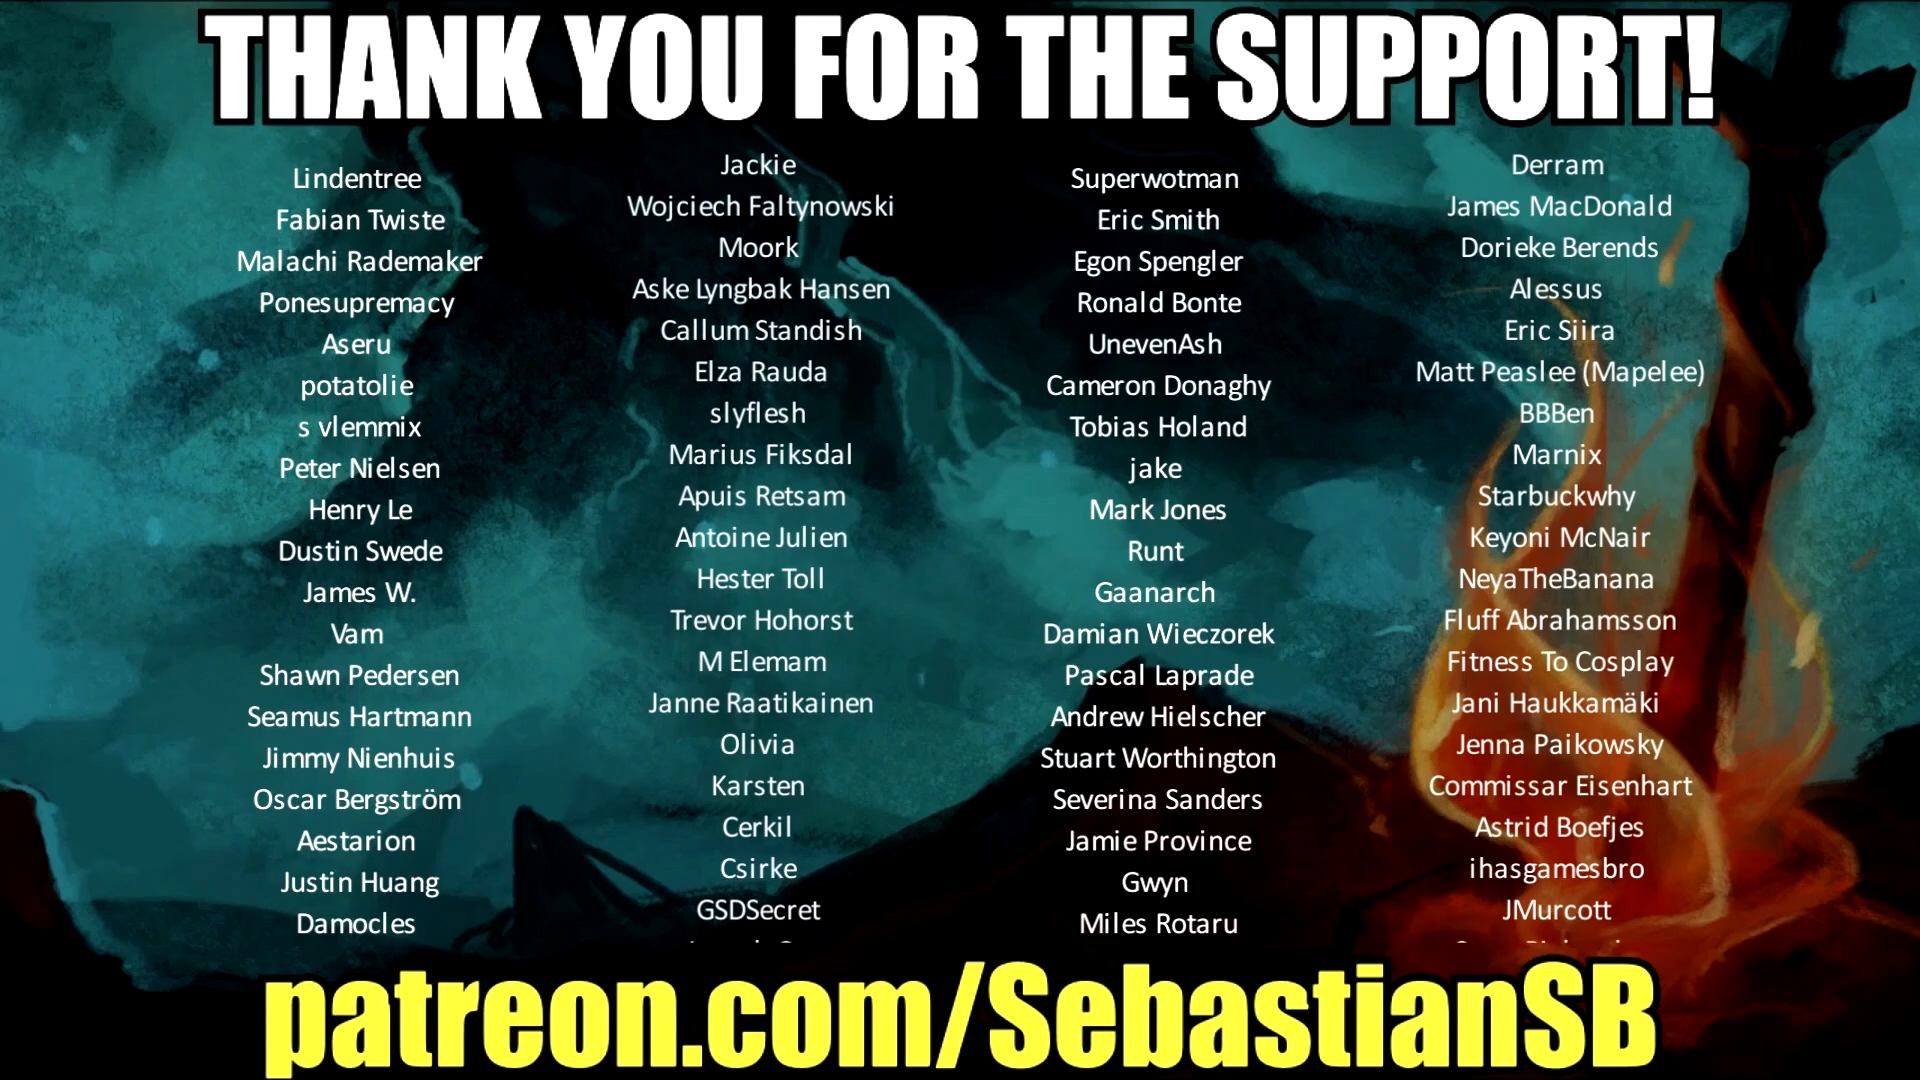 THANK YOU FOR THE SUPPORT!
Lindentree
Fabian Twiste
Malachi Rademaker
Ponesupremacy
Aseru
potatolie
s vlemmix
Peter Nielsen
Henry Le
Dustin Swede
James W.
Vam
Shawn Pedersen
Seamus Hartmann
Jimmy Nienhuis
Oscar Bergström
Aestarion
Justin Huang
Damocles
Jackie
Wojciech Faltynowski
Moork
Aske Lyngbak Hansen
Callum Standish
Elza Rauda
slyflesh
Marius Fiksdal
Apuis Retsam
Antoine Julien
Hester Toll
Trevor Hohorst
M Elemam
Janne Raatikainen
Olivia
Karsten
Cerkil
Csirke
GSDSecret
Superwotman
Eric Smith
Egon Spengler
Ronald Bonte
UnevenAsh
Cameron Donaghy
Tobias Holand
jake
Mark Jones
Runt
Gaanarch
Damian Wieczorek
Pascal Laprade
Andrew Hielscher
Stuart Worthington
Severina Sanders
Jamie Province
Gwyn
Miles Rotaru
Derram
James MacDonald
Dorieke Berends
Alessus
Eric Siira
Matt Peaslee (Mapelee)
BBBen
Marnix
Starbuckwhy
Keyoni McNair
NeyaTheBanana
Fluff Abrahamsson
Fitness To Cosplay
Jani Haukkamäki
Jenna Paikowsky
Commissar Eisenhart
Astrid Boefjes
ihasgamesbro
JMurcott
patreon.com/SebastianSB